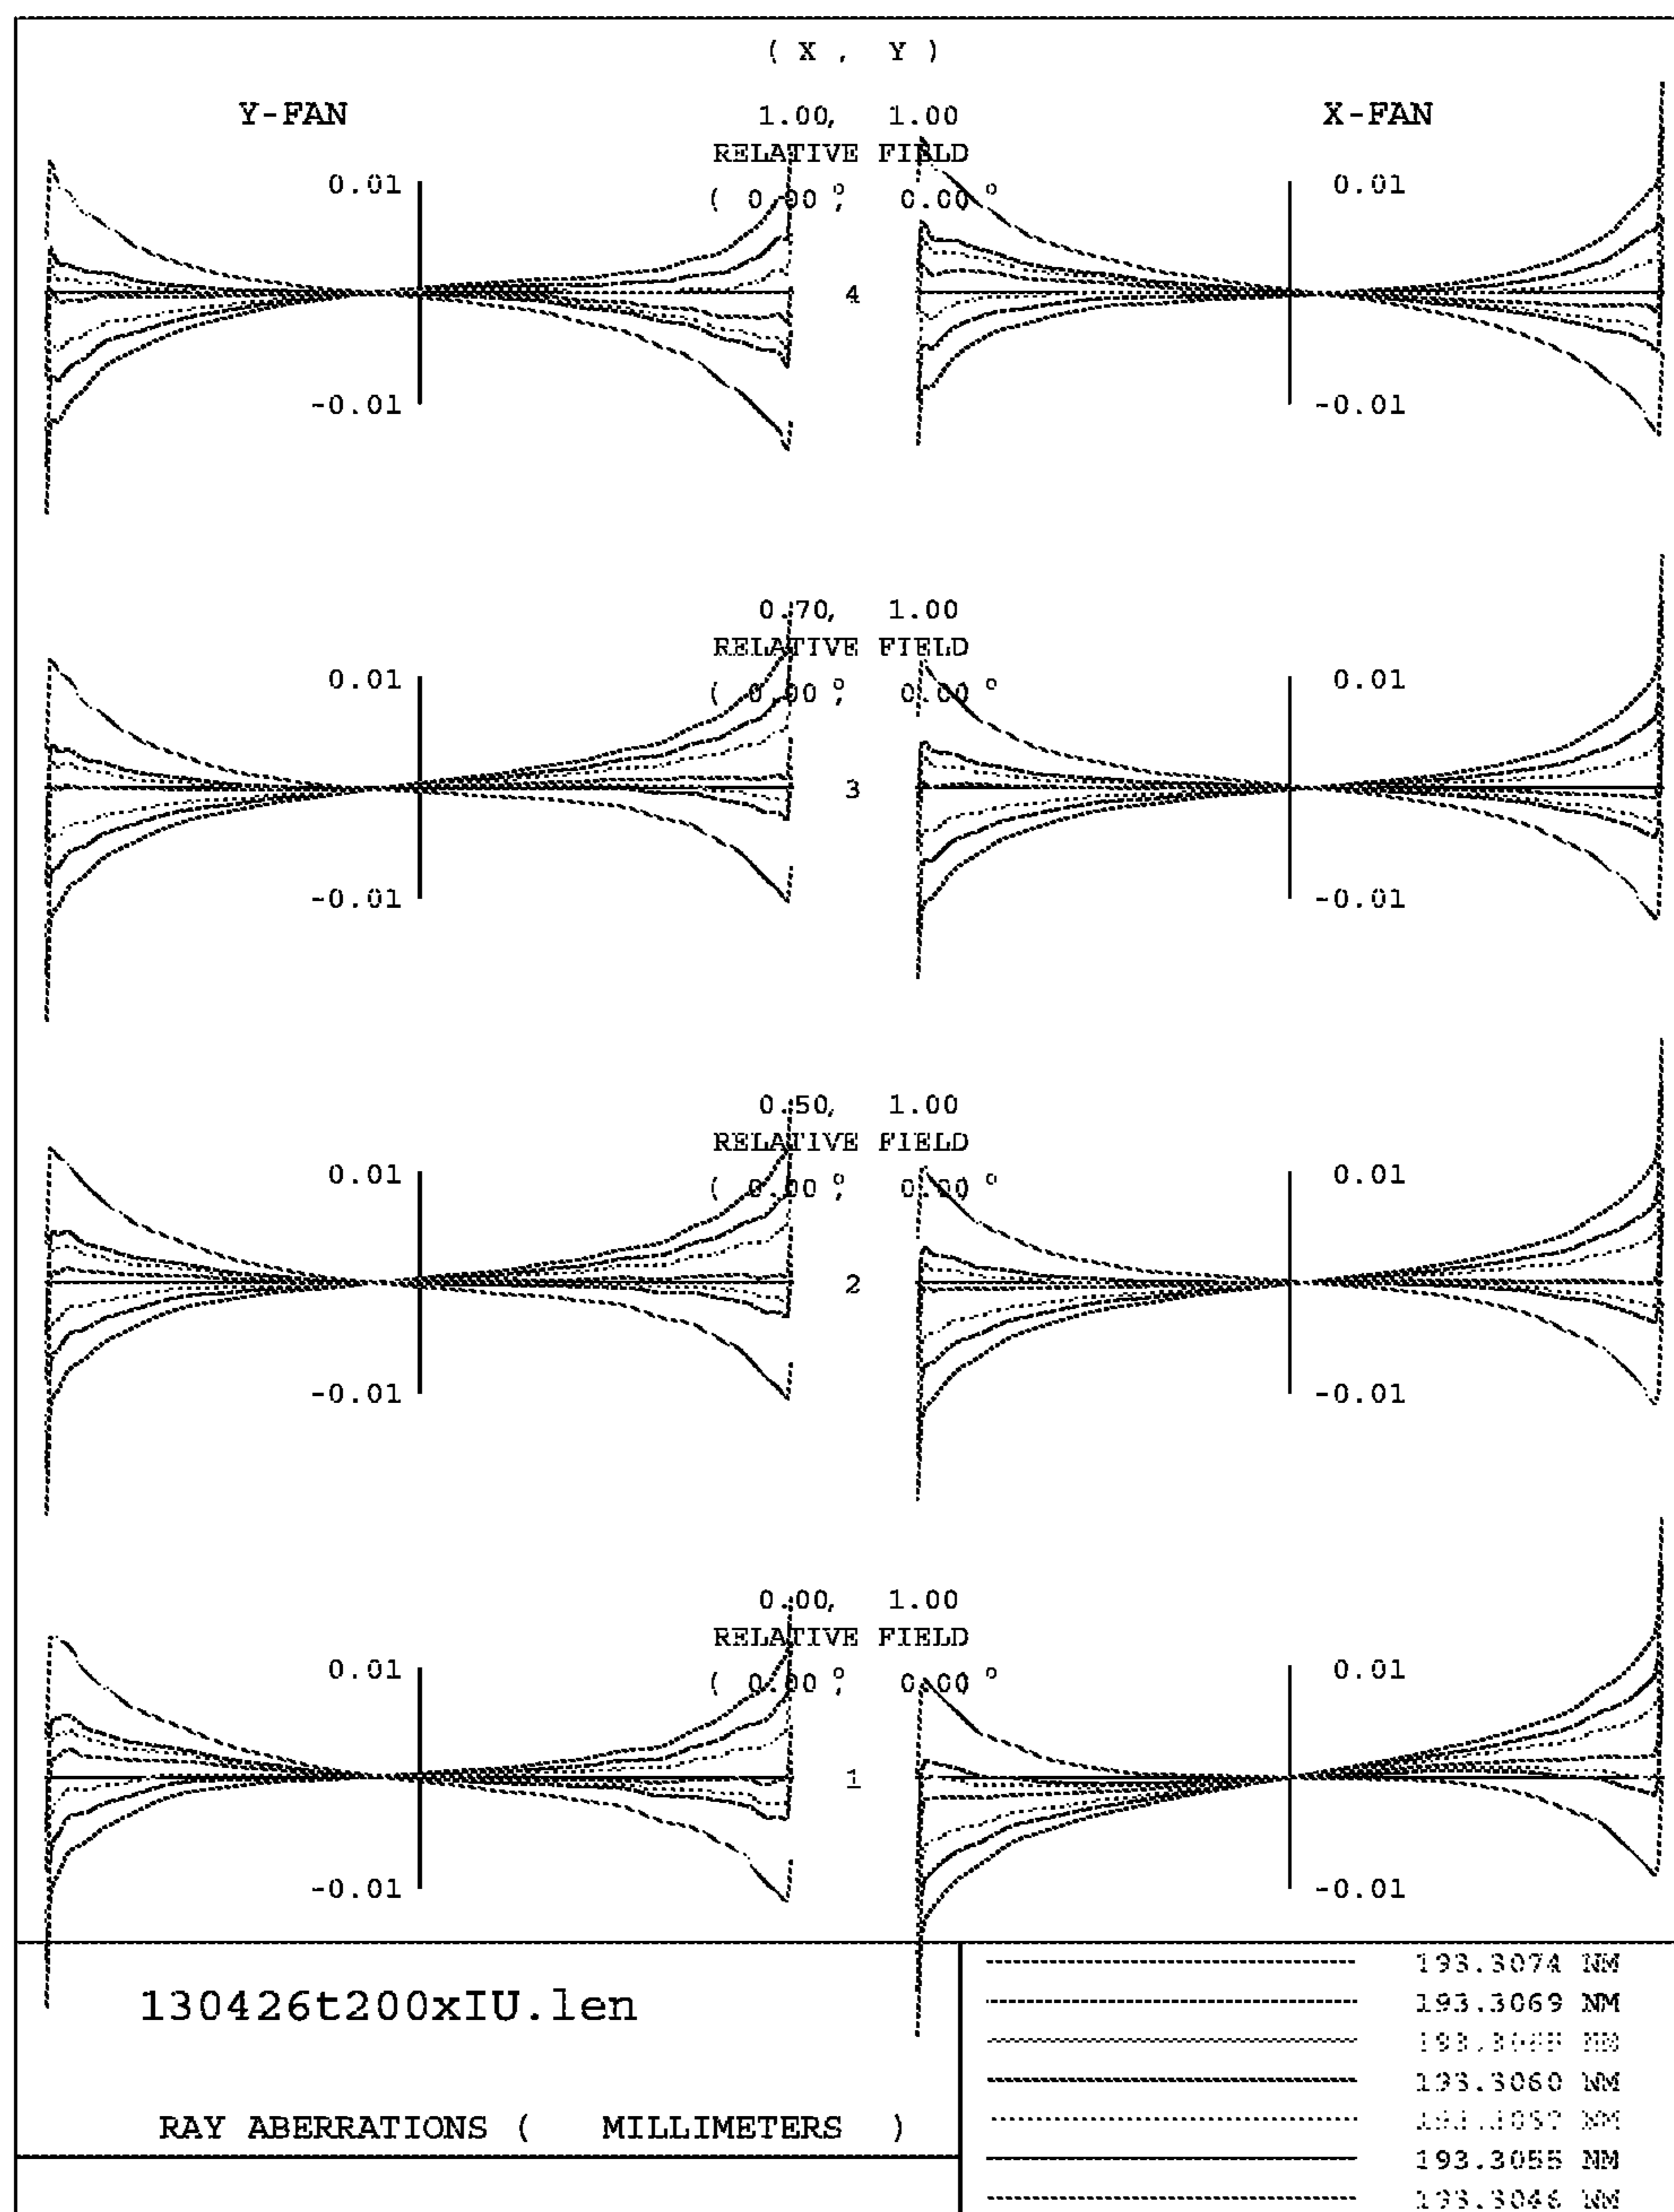 ( X , Y )
Y-FAN
X-FAN
1.00, 1.00
RELATIVE FIELD
( 0.00°, 0.00°
0.01
0.01
4
-0.01
-0.01
0.70, 1.00
RELATIVE FIELD
( 0.00°, 0.00)°
0.01
0.01
3
-0.01
-0.01
0.50, 1.00
RELATIVE FIELD
( 0.00°, 0.00)°
0.01
0.01
2
-0.01
-0.01
0.00, 1.00
RELATIVE FIELD
( 0.00°, 0.00)°
0.01
0.01
1
-0.01
-0.01
130426t200xIU.len
RAY ABERRATIONS ( MILLIMETERS )
193.3074 NM
193.3069 NM
193.3060 NM
193.3057 NM
193.3055 NM
193.3046 NM